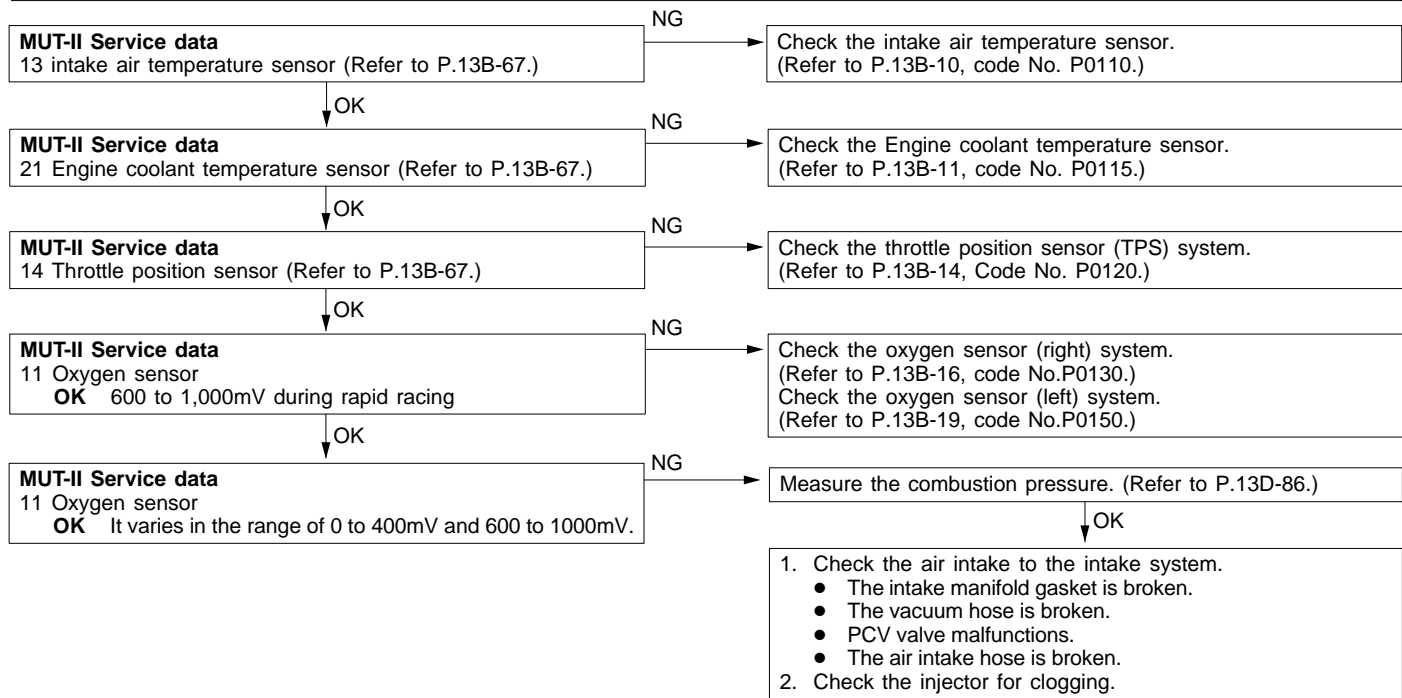 MUT-II Service data
13 intake air temperature sensor (Refer to P.13B-67.)
NG
Check the intake air temperature sensor.
(Refer to P.13B-10, code No. P0110.)
OK
MUT-II Service data
21 Engine coolant temperature sensor (Refer to P.13B-67.)
NG
Check the Engine coolant temperature sensor.
(Refer to P.13B-11, code No. P0115.)
OK
MUT-II Service data
14 Throttle position sensor (Refer to P.13B-67.)
NG
Check the throttle position sensor (TPS) system.
(Refer to P.13B-14, Code No. P0120.)
OK
MUT-II Service data
11 Oxygen sensor
OK 600 to 1,000mV during rapid racing
NG
Check the oxygen sensor (right) system.
(Refer to P.13B-16, code No.P0130.)
Check the oxygen sensor (left) system.
(Refer to P.13B-19, code No.P0150.)
OK
MUT-II Service data
11 Oxygen sensor
OK It varies in the range of 0 to 400mV and 600 to 1000mV.
NG
Measure the combustion pressure. (Refer to P.13D-86.)
OK
1. Check the air intake to the intake system.
● The intake manifold gasket is broken.
● The vacuum hose is broken.
● PCV valve malfunctions.
● The air intake hose is broken.
2. Check the injector for clogging.